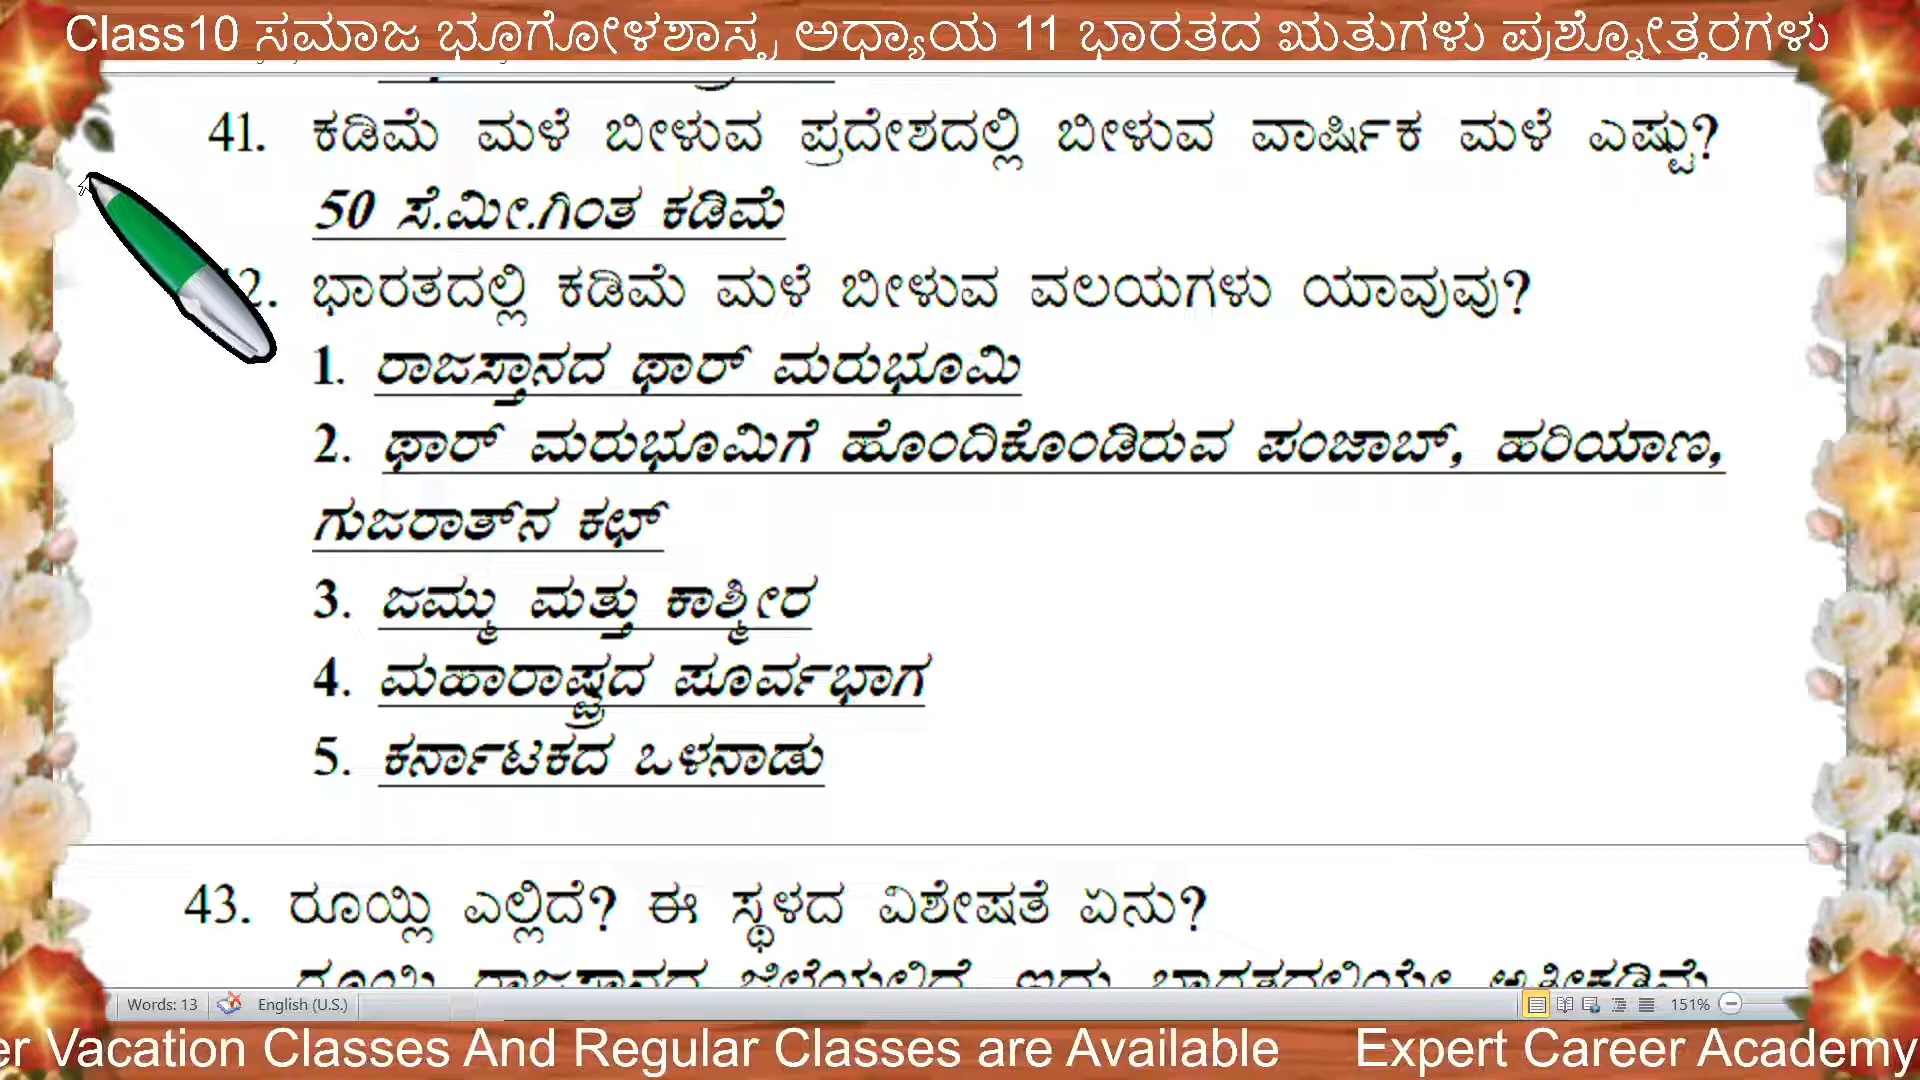 Class10 ಸಮಾಜ ಭೂಗೋಳಶಾಸ್ತ್ರ ಅಧ್ಯಾಯ 11 ಭಾರತದ ಋತುಗಳು ಪ್ರಶ್ನೋತ್ತರಗಳು
41. ಕಡಿಮೆ ಮಳೆ ಬೀಳುವ ಪ್ರದೇಶದಲ್ಲಿ ಬೀಳುವ ವಾರ್ಷಿಕ ಮಳೆ ಎಷ್ಟು?
50 ಸೆ.ಮೀ.ಗಿಂತ ಕಡಿಮೆ
2. ಭಾರತದಲ್ಲಿ ಕಡಿಮೆ ಮಳೆ ಬೀಳುವ ವಲಯಗಳು ಯಾವುವು?
1. ರಾಜಸ್ತಾನದ ಥಾರ್ ಮರುಭೂಮಿ
2. ಥಾರ್ ಮರುಭೂಮಿಗೆ ಹೊಂದಿಕೊಂಡಿರುವ ಪಂಜಾಬ್, ಹರಿಯಾಣ,
ಗುಜರಾತ್‌ನ ಕಛ್
3. ಜಮ್ಮು ಮತ್ತು ಕಾಶ್ಮೀರ
4. ಮಹಾರಾಷ್ಟ್ರದ ಪೂರ್ವಭಾಗ
5. ಕರ್ನಾಟಕದ ಒಳನಾಡು
43. ರೂಯ್ಲಿ ಎಲ್ಲಿದೆ? ಈ ಸ್ಥಳದ ವಿಶೇಷತೆ ಏನು?
Words: 13 English (U.S.) 151%
er Vacation Classes And Regular Classes are Available Expert Career Academy